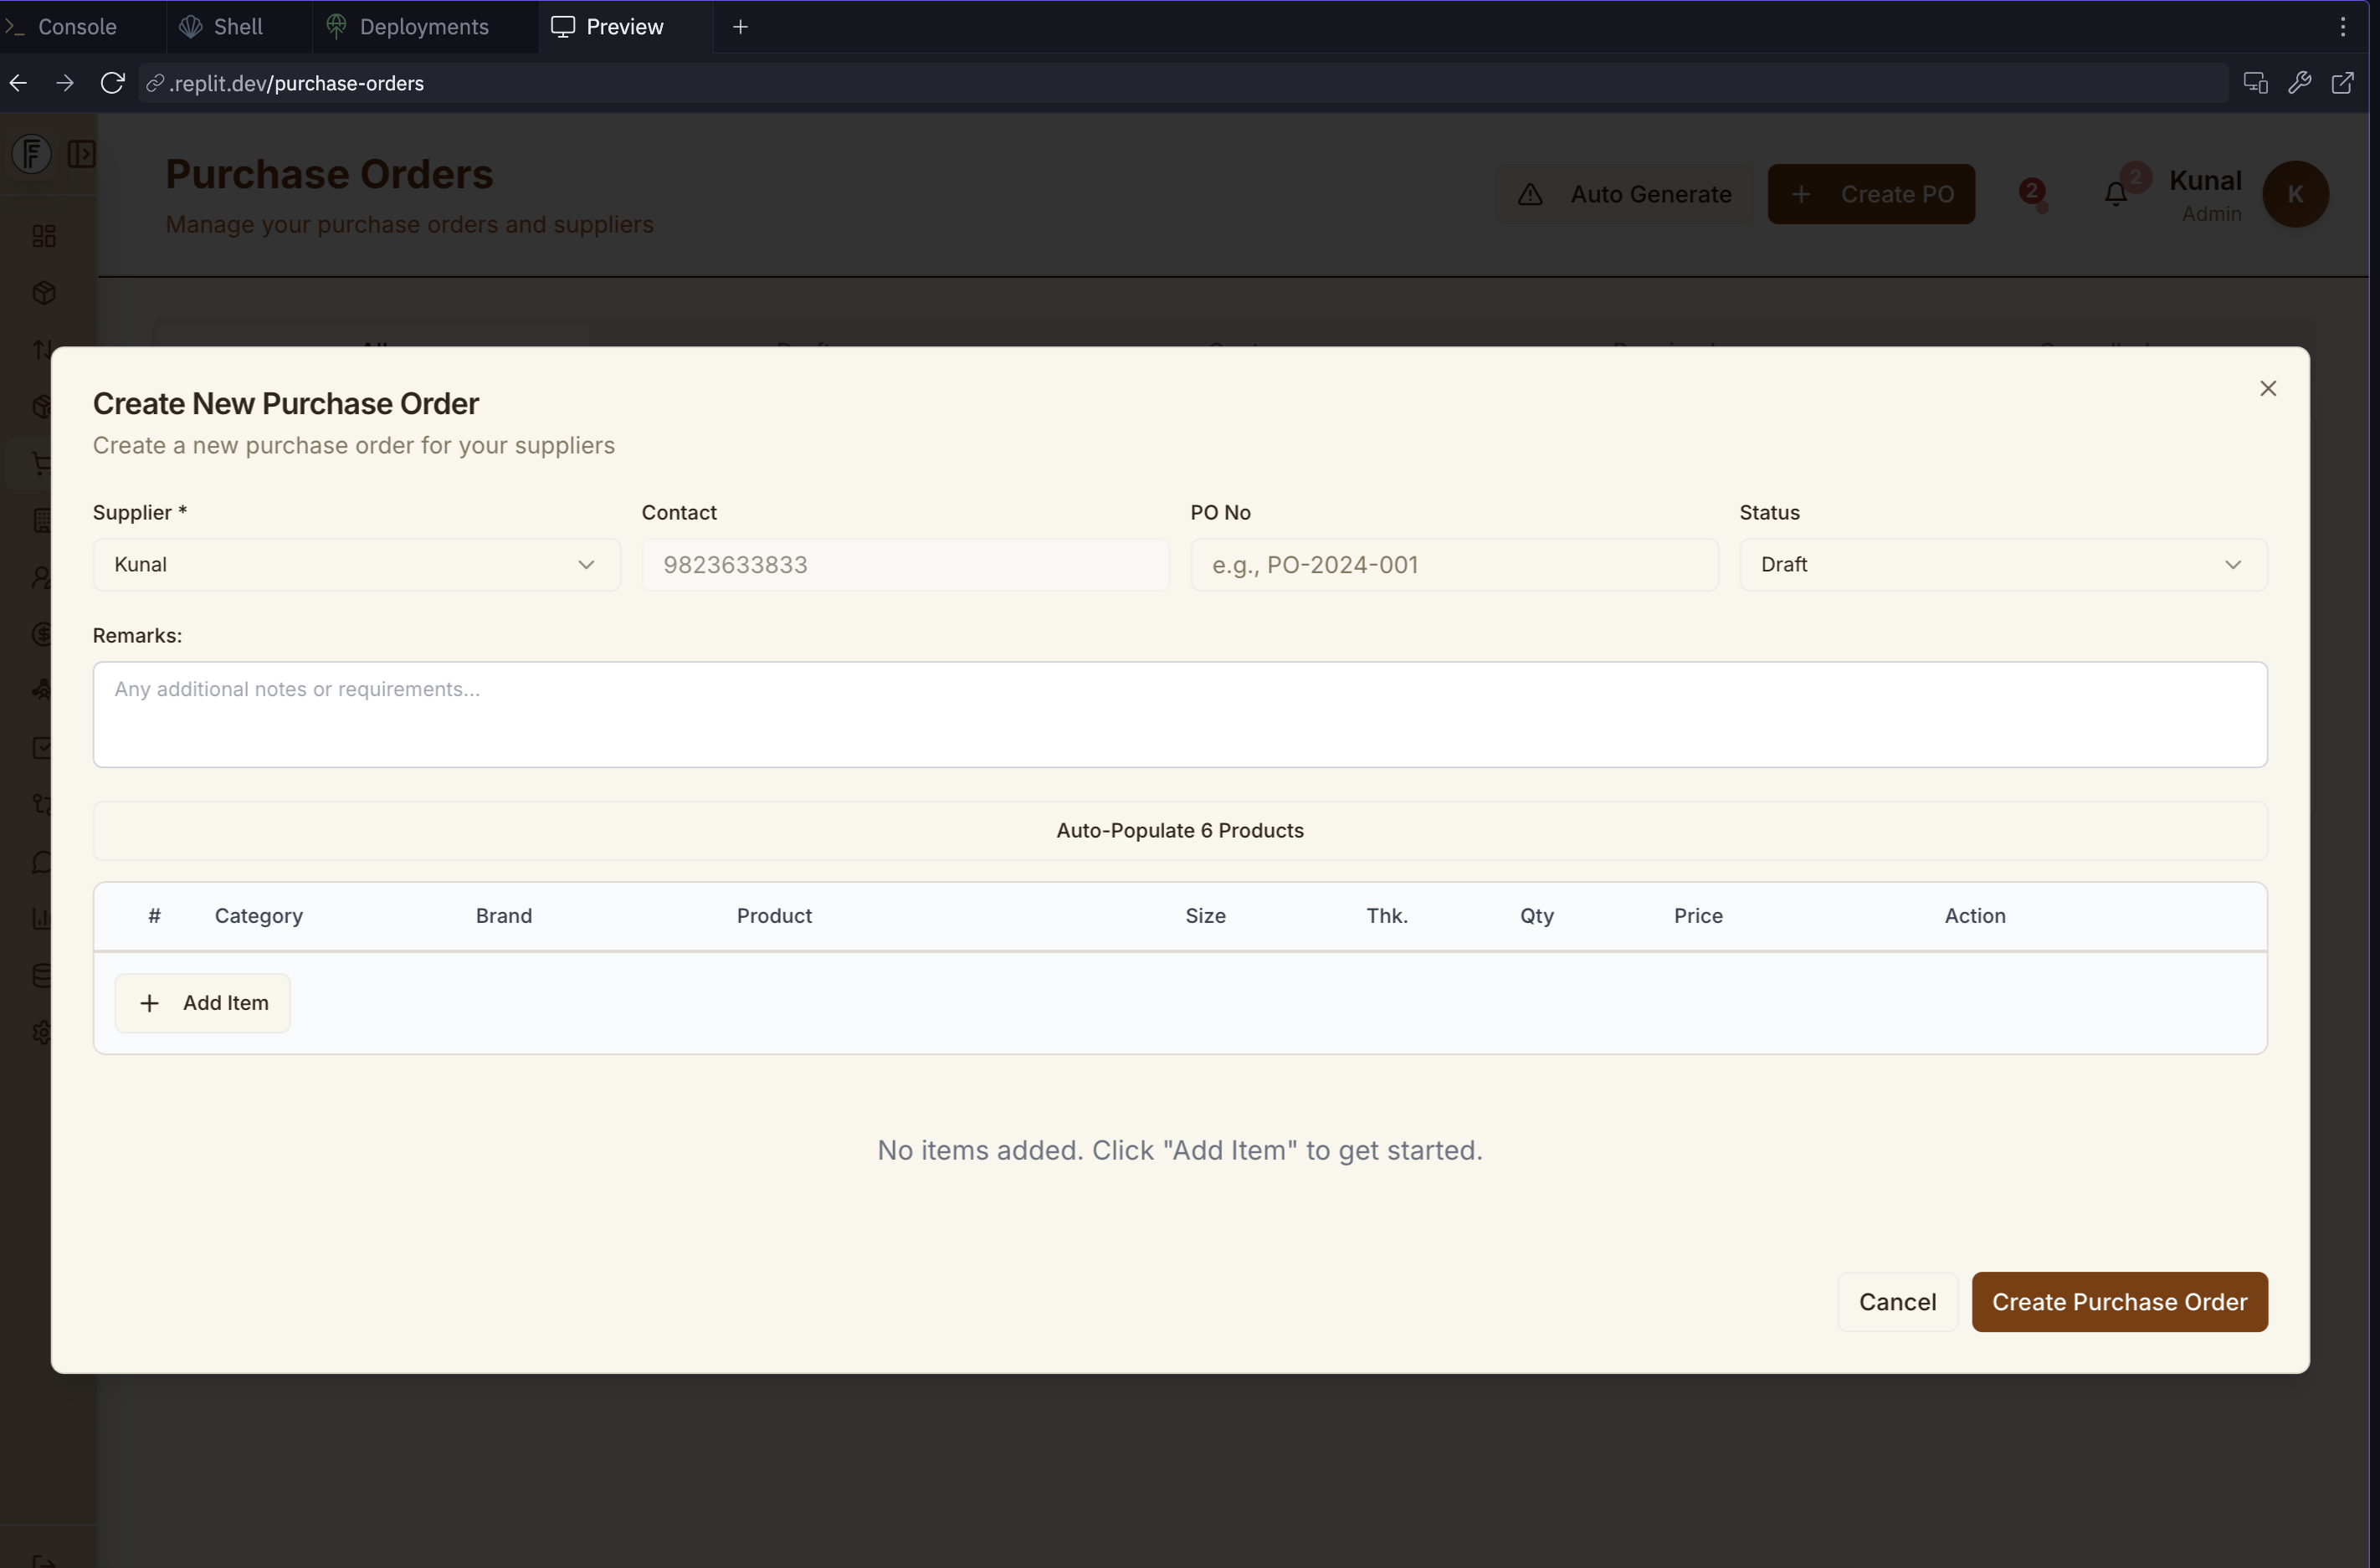 Console Shell Deployments Preview
.replit.dev/purchase-orders
Purchase Orders
Manage your purchase orders and suppliers
Auto Generate
Create PO
2
2
Kunal
Admin
K
Create New Purchase Order
Create a new purchase order for your suppliers
Supplier * Contact PO No Status
Kunal 9823633833 e.g., PO-2024-001 Draft
Remarks:
Any additional notes or requirements...
Auto-Populate 6 Products
# Category Brand Product Size Thk. Qty Price Action
Add Item
No items added. Click "Add Item" to get started.
Cancel Create Purchase Order